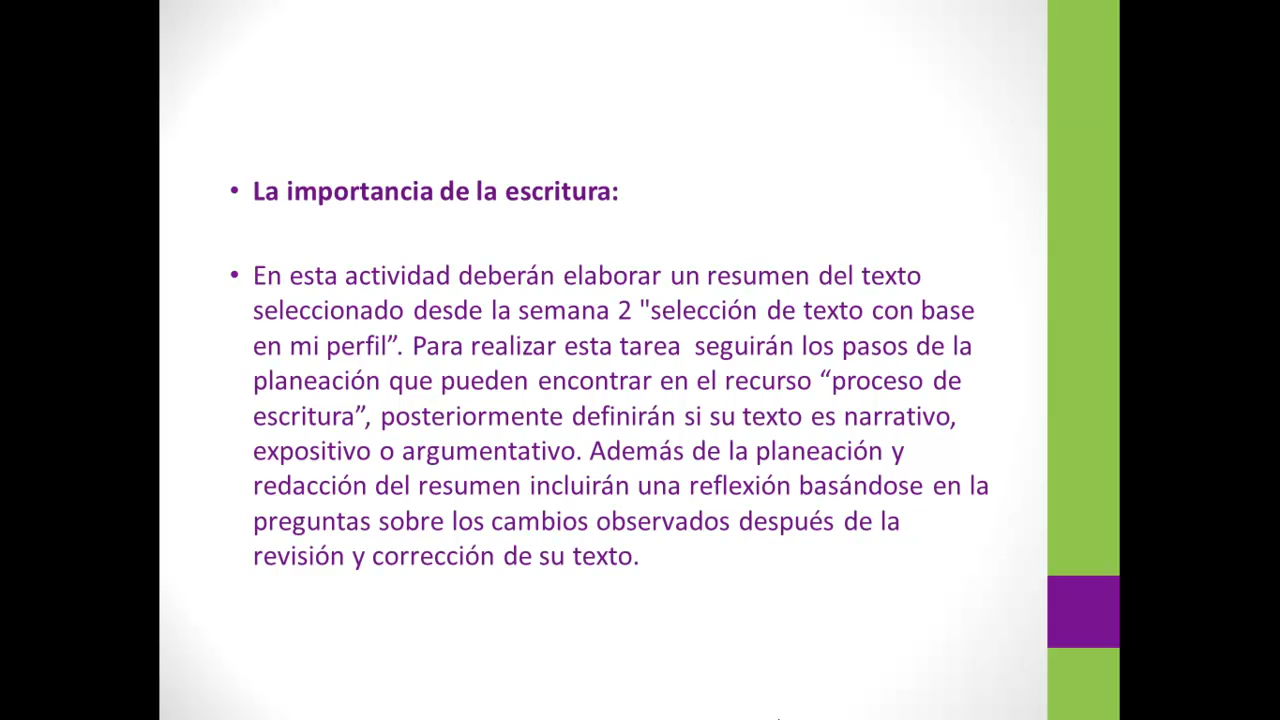 • La importancia de la escritura:
• En esta actividad deberán elaborar un resumen del texto
seleccionado desde la semana 2 "selección de texto con base
en mi perfil”. Para realizar esta tarea  seguirán los pasos de la
planeación que pueden encontrar en el recurso “proceso de
escritura”, posteriormente definirán si su texto es narrativo,
expositivo o argumentativo. Además de la planeación y
redacción del resumen incluirán una reflexión basándose en la
preguntas sobre los cambios observados después de la
revisión y corrección de su texto.